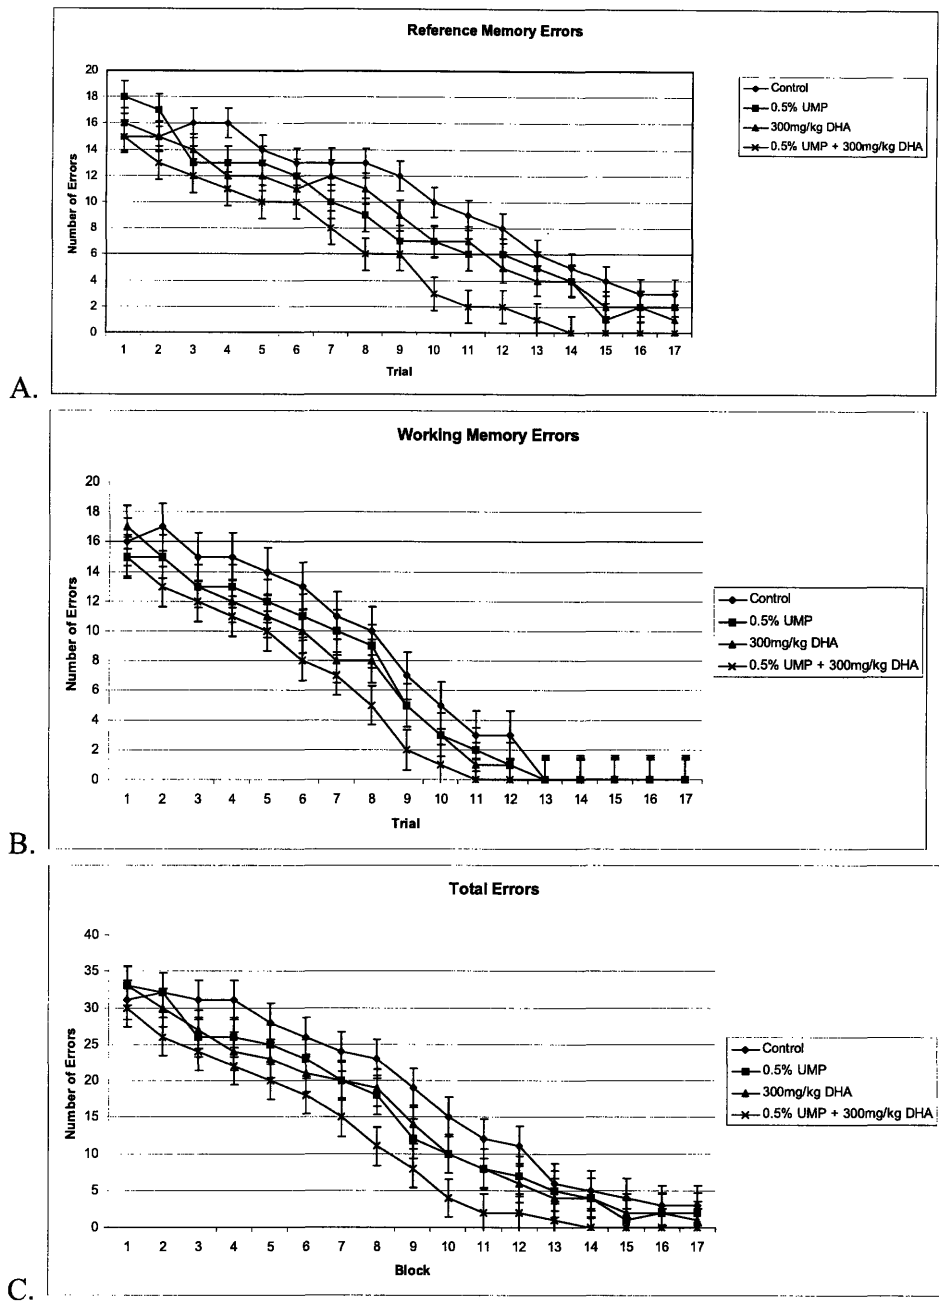 Reference Memory Errors
20
18
16
14
12
10
8
6
4
2
0
Number of Errors
1 2 3 4 5 6 7 8 9 10 11 12 13 14 15 16 17
Trial
Control
0.5% UMP
300mg/kg DHA
0.5% UMP + 300mg/kg DHA
A.
Working Memory Errors
20
18
16
14
12
10
8
6
4
2
0
Number of Errors
1 2 3 4 5 6 7 8 9 10 11 12 13 14 15 16 17
Trial
Control
0.5% UMP
300mg/kg DHA
0.5% UMP + 300mg/kg DHA
B.
Total Errors
40
35
30
25
20
15
10
5
0
Number of Errors
1 2 3 4 5 6 7 8 9 10 11 12 13 14 15 16 17
Block
Control
0.5% UMP
300mg/kg DHA
0.5% UMP + 300mg/kg DHA
C.